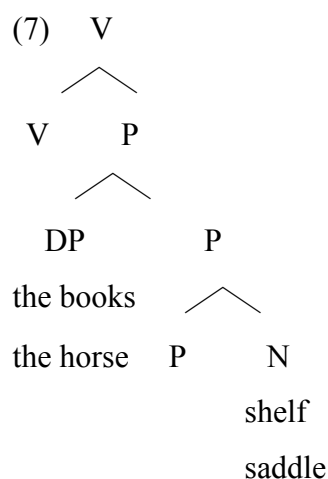 (7) V
V P
DP P
the books
the horse P N
shelf
saddle